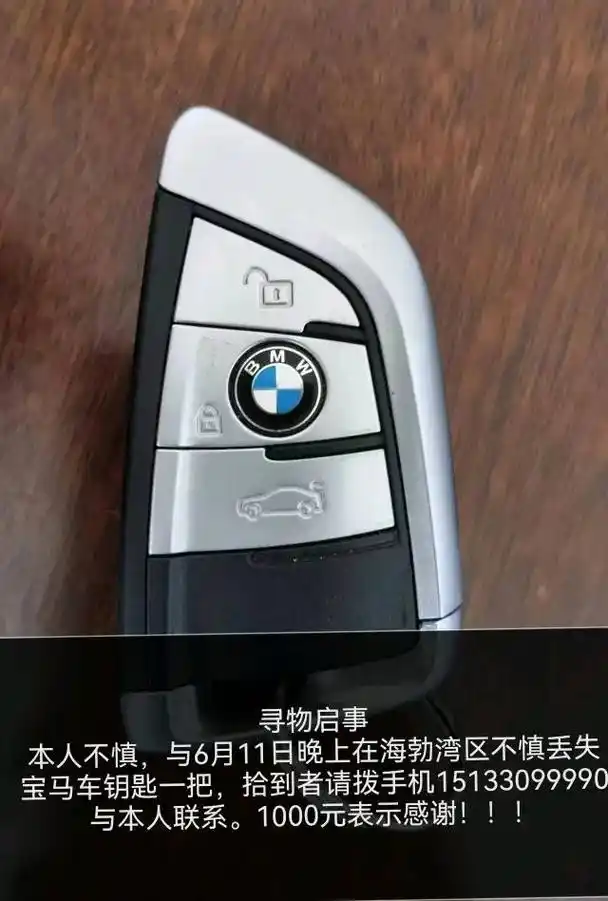 BMW
寻物启事
本人不慎，与6月11日晚上在海勃湾区不慎丢失
宝马车钥匙一把，拾到者请拨手机15133099990
与本人联系。1000元表示感谢！！！